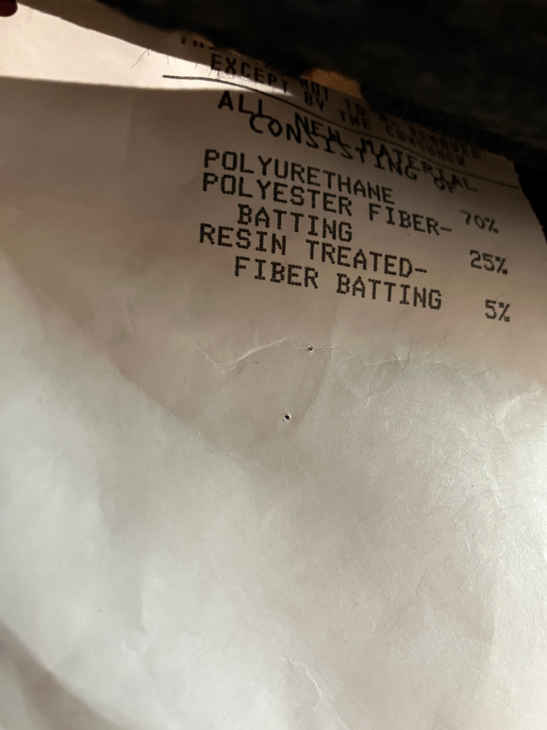 EXCEPT
BY THE CONSUMER
ALL NEW MATERIAL
CONSISTING OF
POLYURETHANE 70%
POLYESTER FIBER-
BATTING 25%
RESIN TREATED-
FIBER BATTING 5%